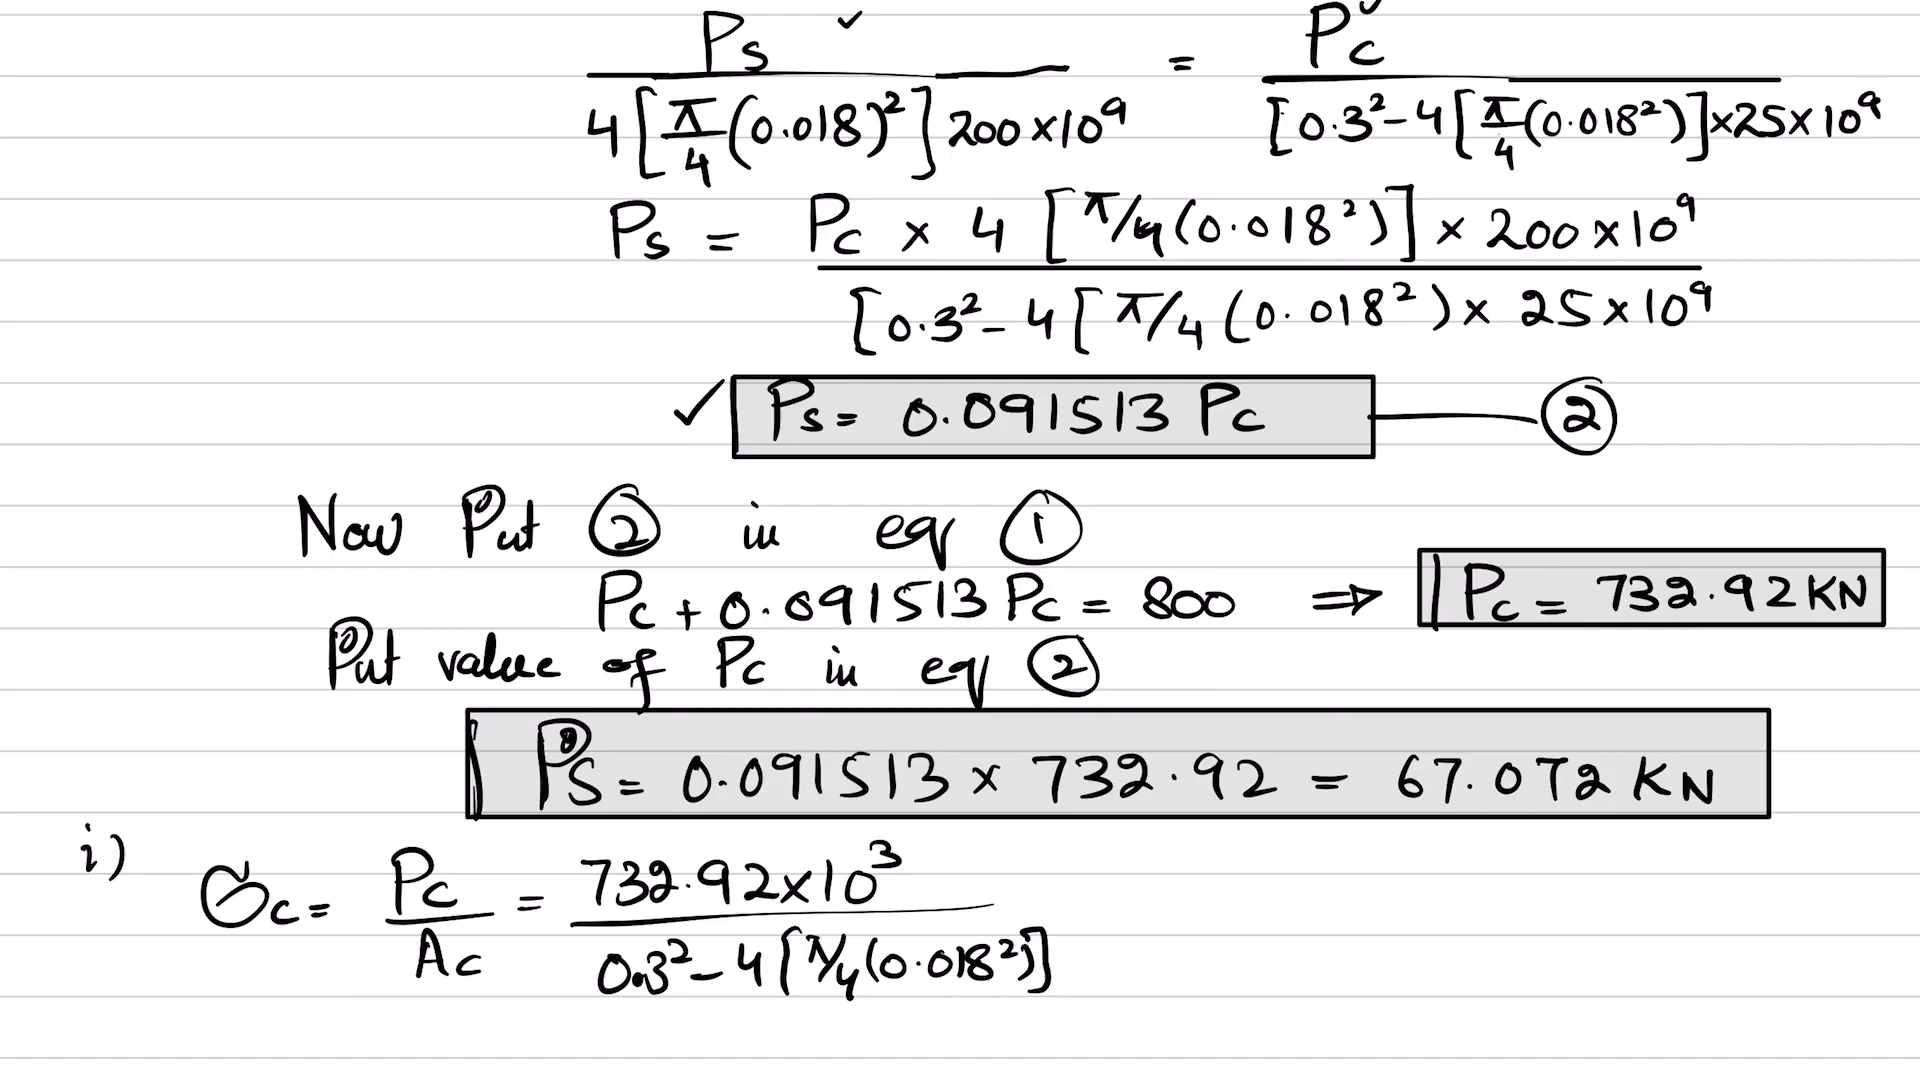 Ps ✓ / 4[π/4(0.018)²]200×10⁹ = Pc ✓ / [0.3²-4[π/4(0.018²)]×25×10⁹
Ps = Pc × 4 [π/4(0.018²)] × 200×10⁹ / [0.3²-4[π/4(0.018²)× 25×10⁹
✓ Ps= 0.091513 Pc — ②
Now Put ② in eq ①
Pc + 0.091513 Pc = 800 ⇒ Pc = 732.92 KN
Put value of Pc in eq ②
Ps = 0.091513 × 732.92 = 67.072 KN
i) σc = Pc / Ac = 732.92×10³ / 0.3²-4[π/4(0.018²)]